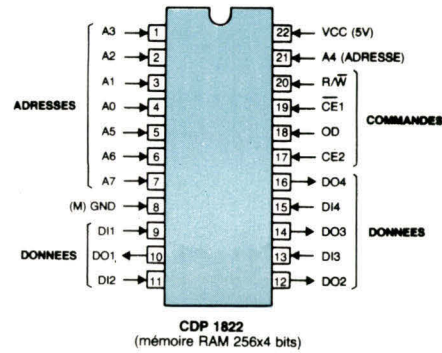 A3 1 22 VCC (5V)
A2 2 21 A4 (ADRESSE)
A1 3 20 R/W̅
ADRESSES A0 4 19 C̅E̅1
A5 5 18 OD COMMANDES
A6 6 17 CE2
A7 7 16 DO4
(M) GND 8 15 DI4
DI1 9 14 DO3 DONNEES
DONNEES DO1 10 13 DI3
DI2 11 12 DO2
CDP 1822
(mémoire RAM 256x4 bits)